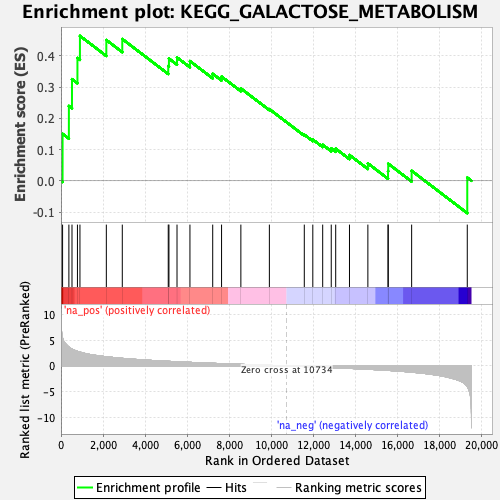 Enrichment plot: KEGG_GALACTOSE_METABOLISM
Enrichment score (ES)
0.4
0.3
0.2
0.1
0.0
-0.1
'na_pos' (positively correlated)
Ranked list metric (PreRanked)
10
5
0
-5
-10
Zero cross at 10734
'na_neg' (negatively correlated)
0 2,000 4,000 6,000 8,000 10,000 12,000 14,000 16,000 18,000 20,000
Rank in Ordered Dataset
Enrichment profile Hits Ranking metric scores